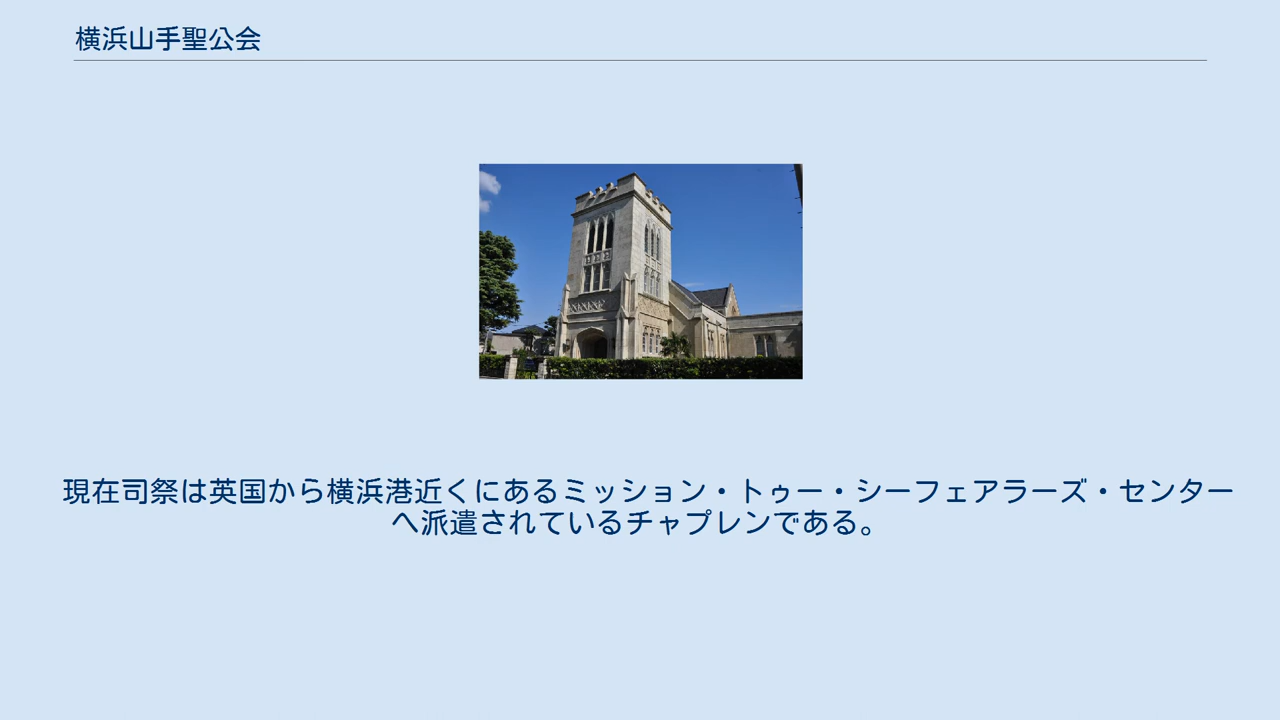 横浜山手聖公会
現在司祭は英国から横浜港近くにあるミッション・トゥー・シーフェアラーズ・センター
へ派遣されているチャプレンである。